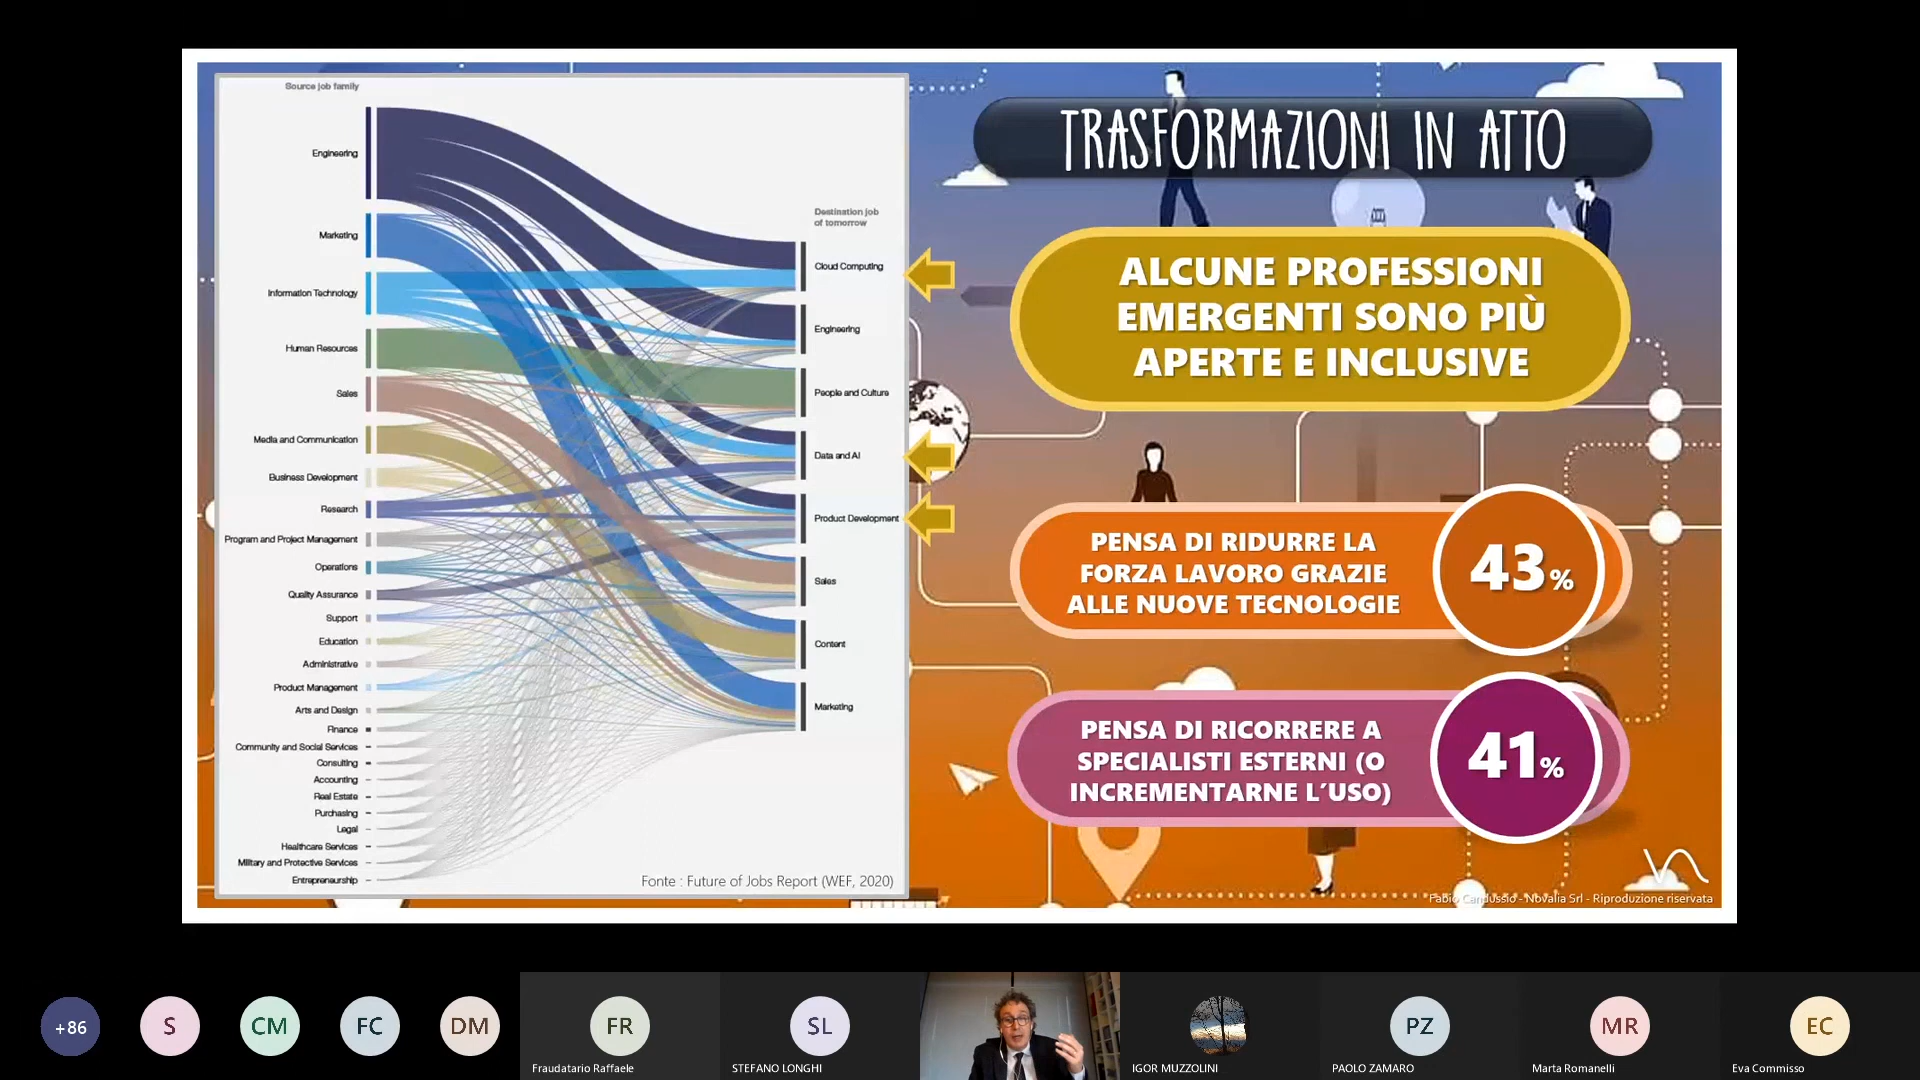 Source job family
Engineering
Marketing
Information Technology
Human Resources
Sales
Media and Communication
Business Development
Research
Program and Project Management
Operations
Quality Assurance
Support
Education
Administrative
Product Management
Arts and Design
Finance
Community and Social Services
Consulting
Accounting
Real Estate
Purchasing
Legal
Healthcare Services
Military and Protective Services
Entrepreneurship
Destination job
of tomorrow
Cloud Computing
Engineering
People and Culture
Data and AI
Product Development
Sales
Content
Marketing
Fonte : Future of Jobs Report (WEF, 2020)
TRASFORMAZIONI IN ATTO
ALCUNE PROFESSIONI
EMERGENTI SONO PIÙ
APERTE E INCLUSIVE
PENSA DI RIDURRE LA
FORZA LAVORO GRAZIE
ALLE NUOVE TECNOLOGIE
43%
PENSA DI RICORRERE A
SPECIALISTI ESTERNI (O
INCREMENTARNE L'USO)
41%
Fabio Candussio - Novalia Srl - Riproduzione riservata
+86
S
CM
FC
DM
FR
Fraudatario Raffaele
SL
STEFANO LONGHI
IGOR MUZZOLINI
PZ
PAOLO ZAMARO
MR
Marta Romanelli
EC
Eva Commisso